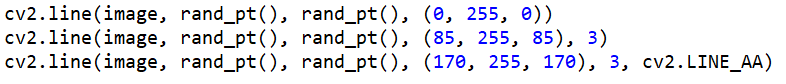 cv2.line(image, rand_pt(), rand_pt(), (0, 255, 0))
cv2.line(image, rand_pt(), rand_pt(), (85, 255, 85), 3)
cv2.line(image, rand_pt(), rand_pt(), (170, 255, 170), 3, cv2.LINE_AA)